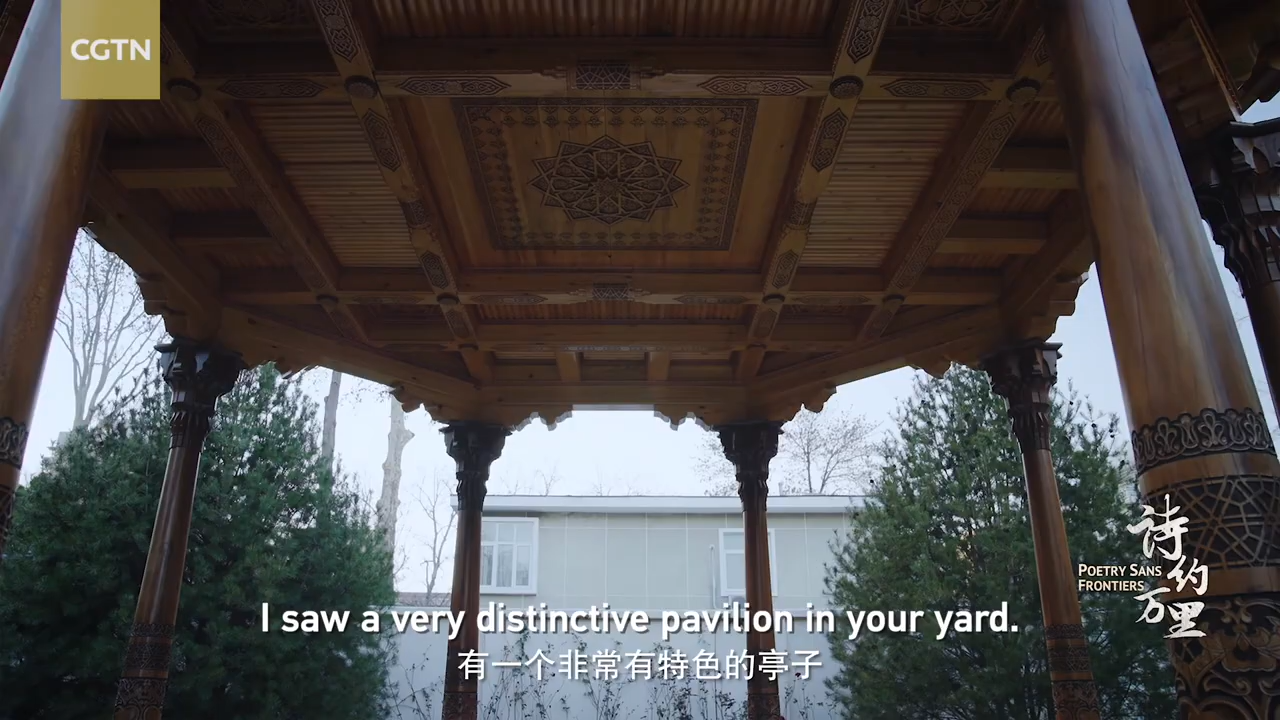 CGTN
诗约万里
POETRY SANS
FRONTIERS
I saw a very distinctive pavilion in your yard.
有一个非常有特色的亭子